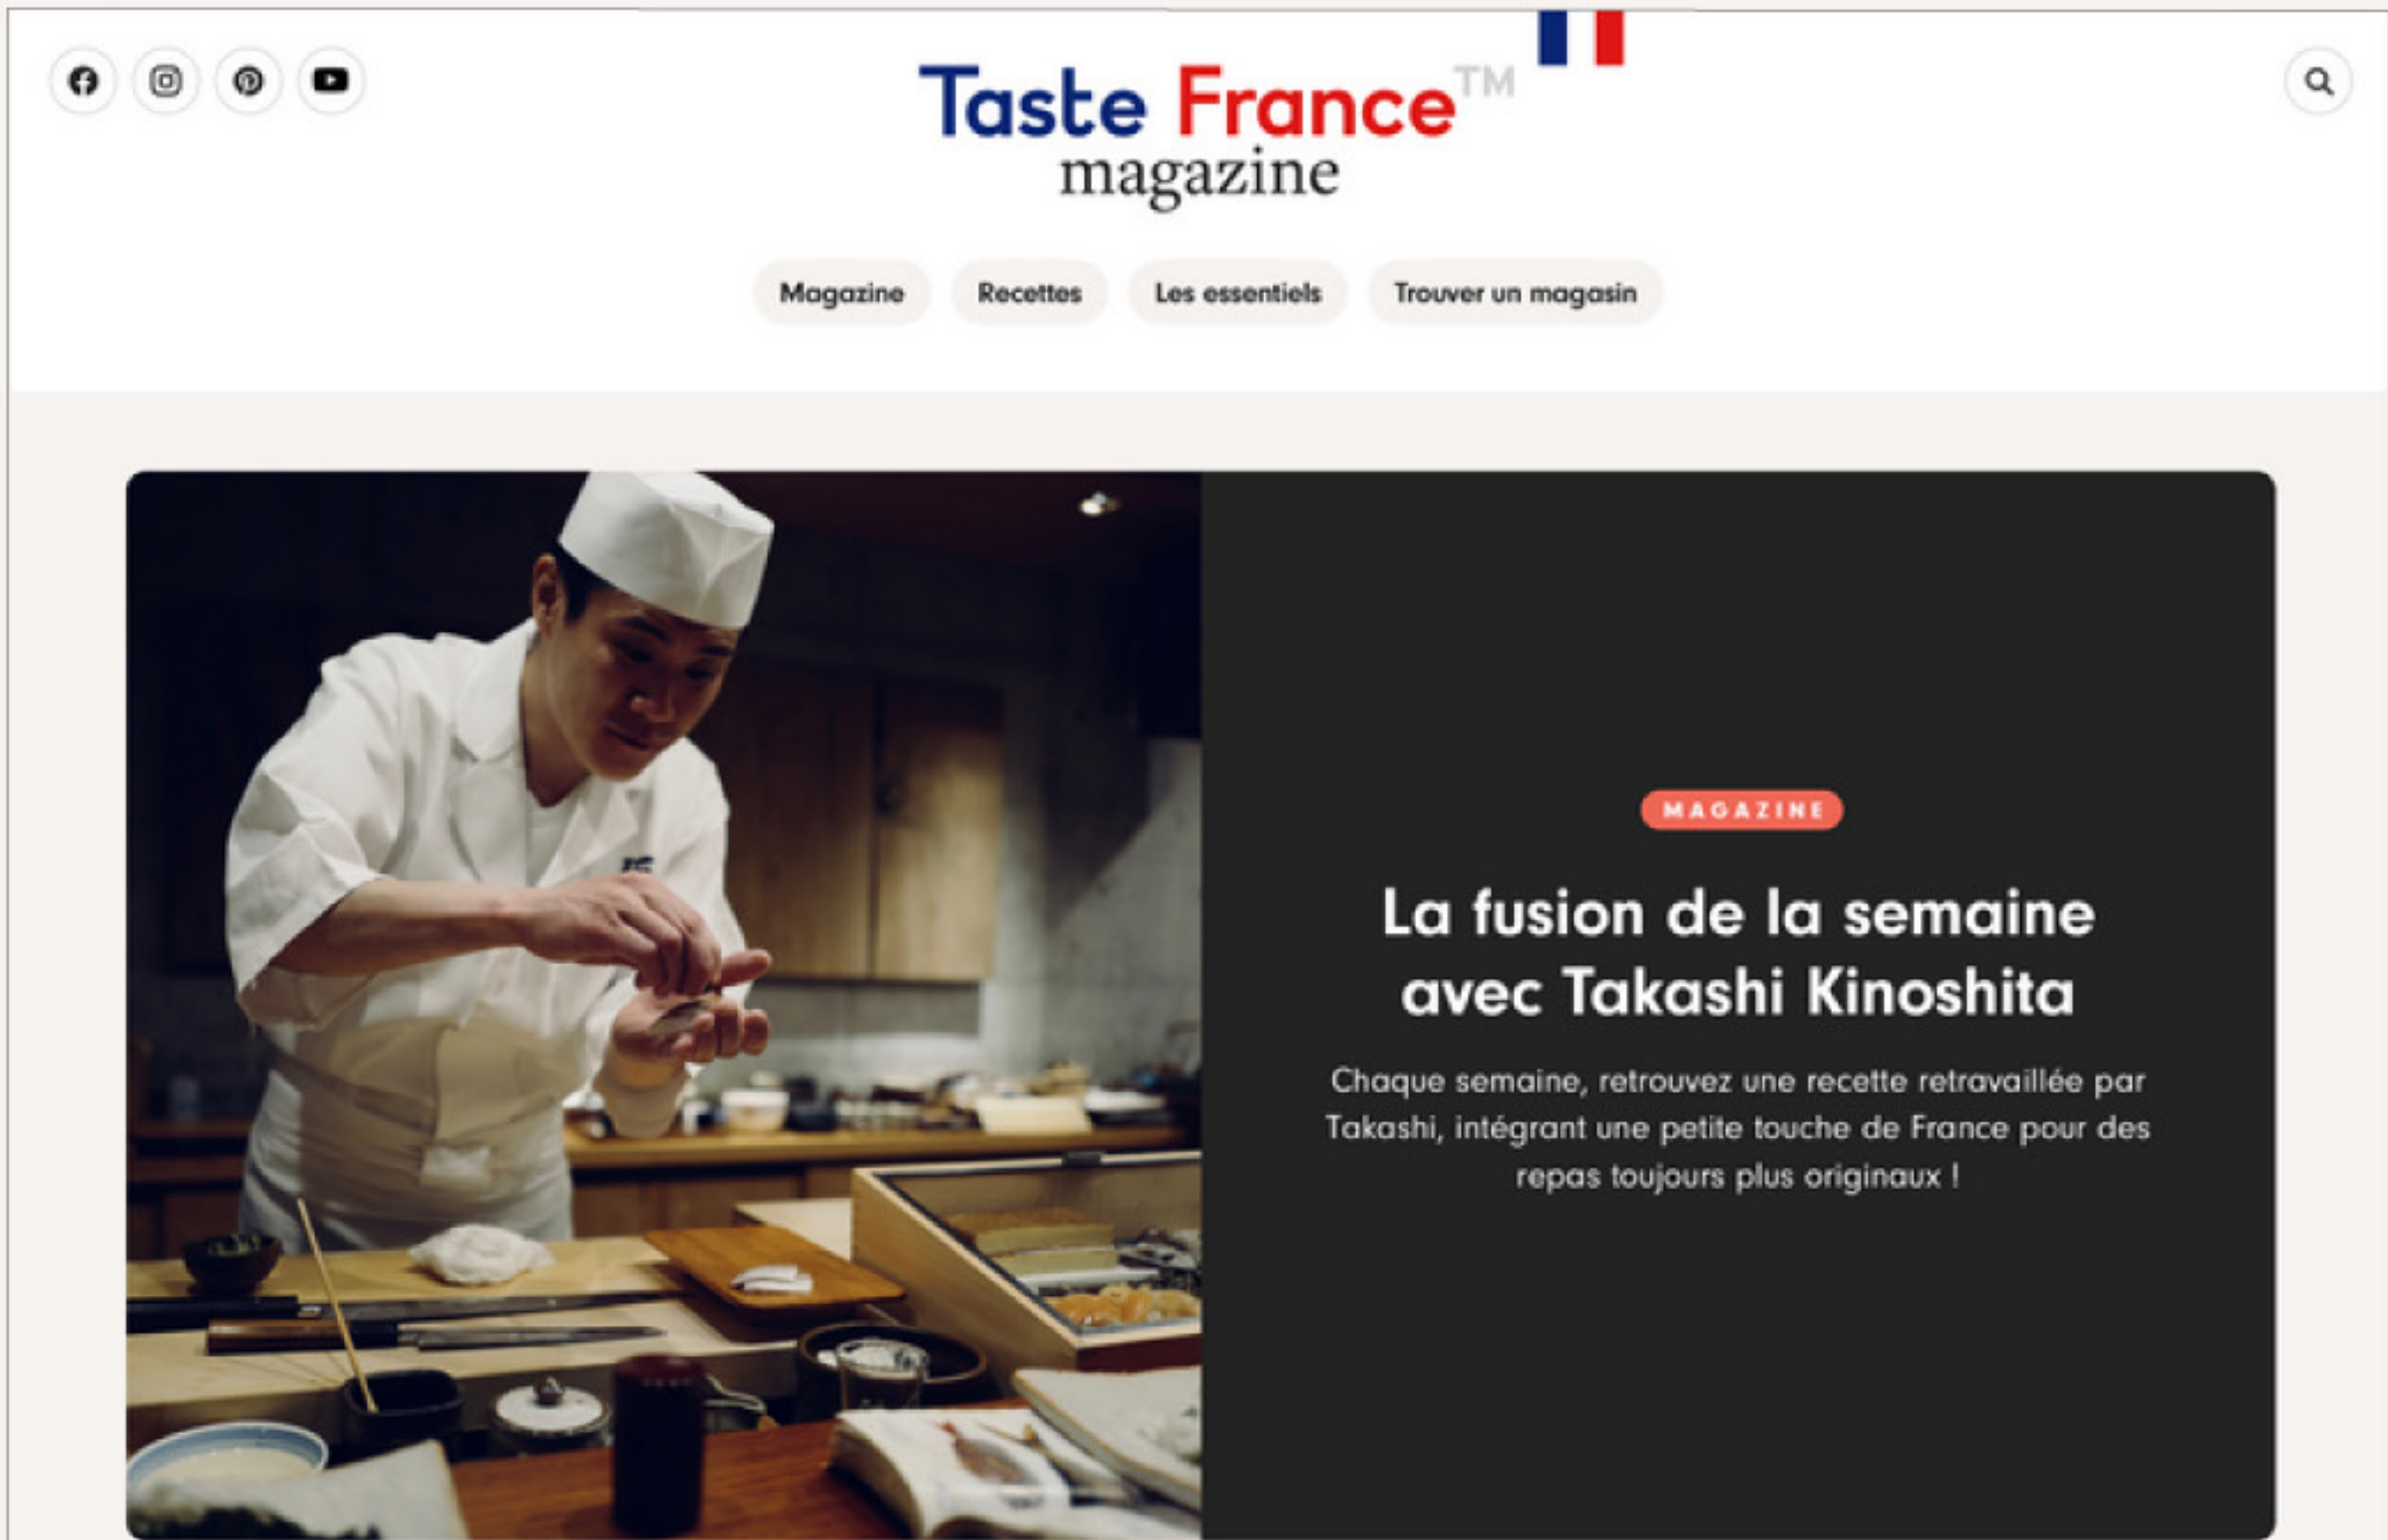 Taste France™
magazine
Magazine Recettes Les essentiels Trouver un magasin
MAGAZINE
La fusion de la semaine
avec Takashi Kinoshita
Chaque semaine, retrouvez une recette retravaillée par
Takashi, intégrant une petite touche de France pour des
repas toujours plus originaux !